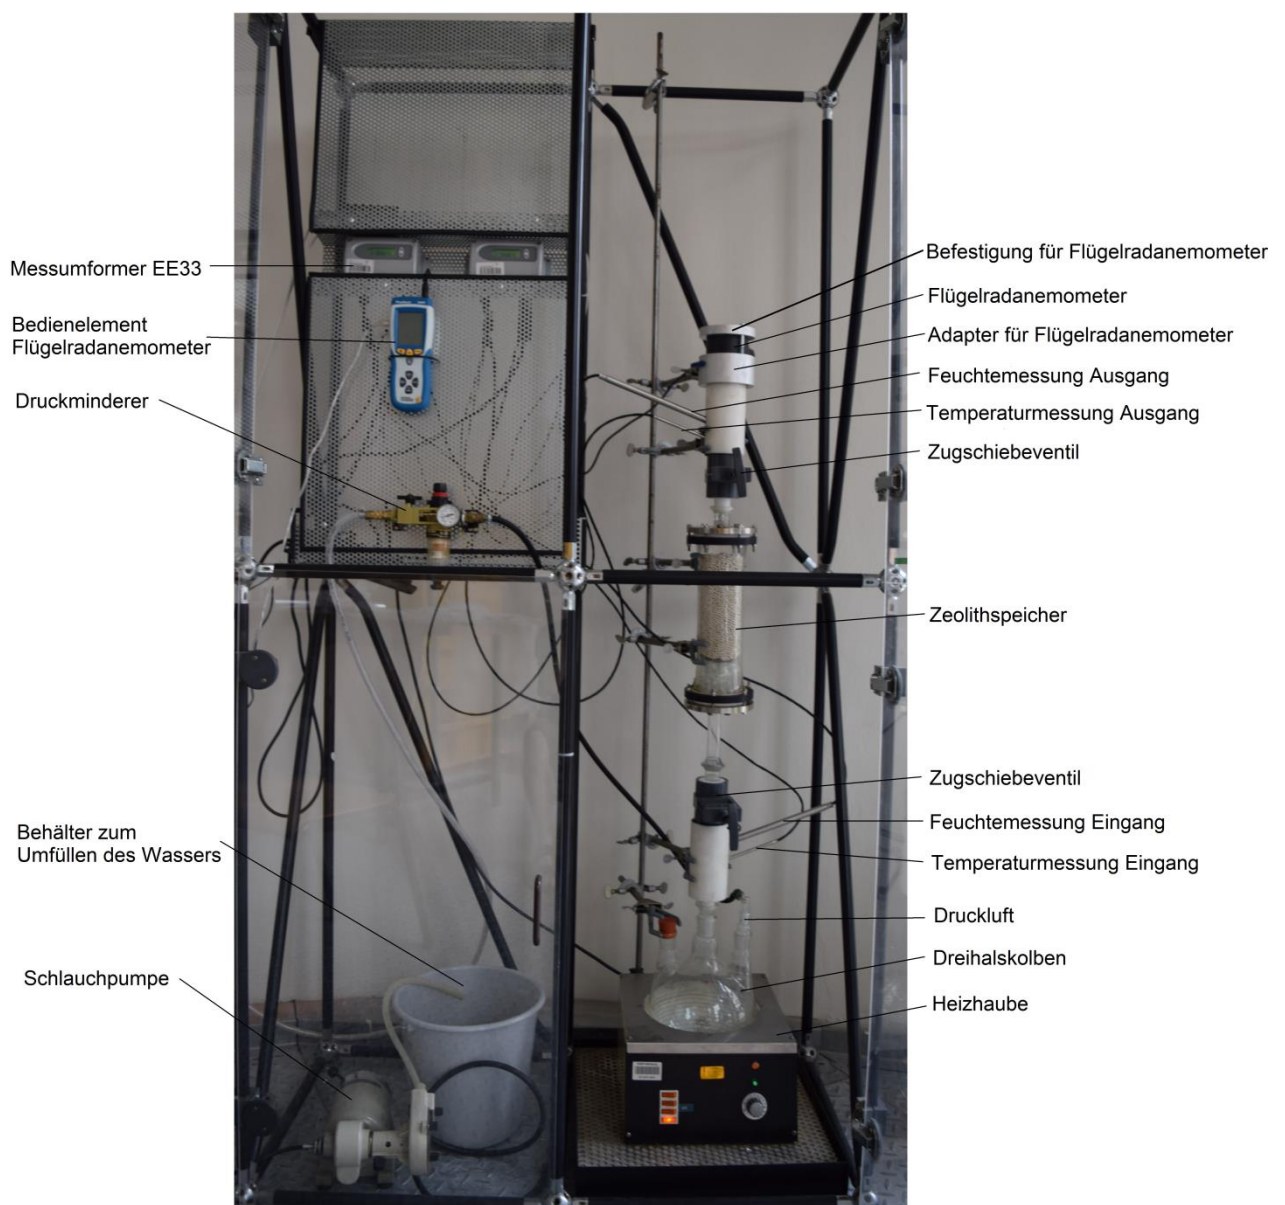 Messumformer EE33
Bedienelement
Flügelradanemometer
Druckminderer
Behälter zum
Umfüllen des Wassers
Schlauchpumpe
Befestigung für Flügelradanemometer
Flügelradanemometer
Adapter für Flügelradanemometer
Feuchtemessung Ausgang
Temperaturmessung Ausgang
Zugschiebeventil
Zeolithspeicher
Zugschiebeventil
Feuchtemessung Eingang
Temperaturmessung Eingang
Druckluft
Dreihalskolben
Heizhaube